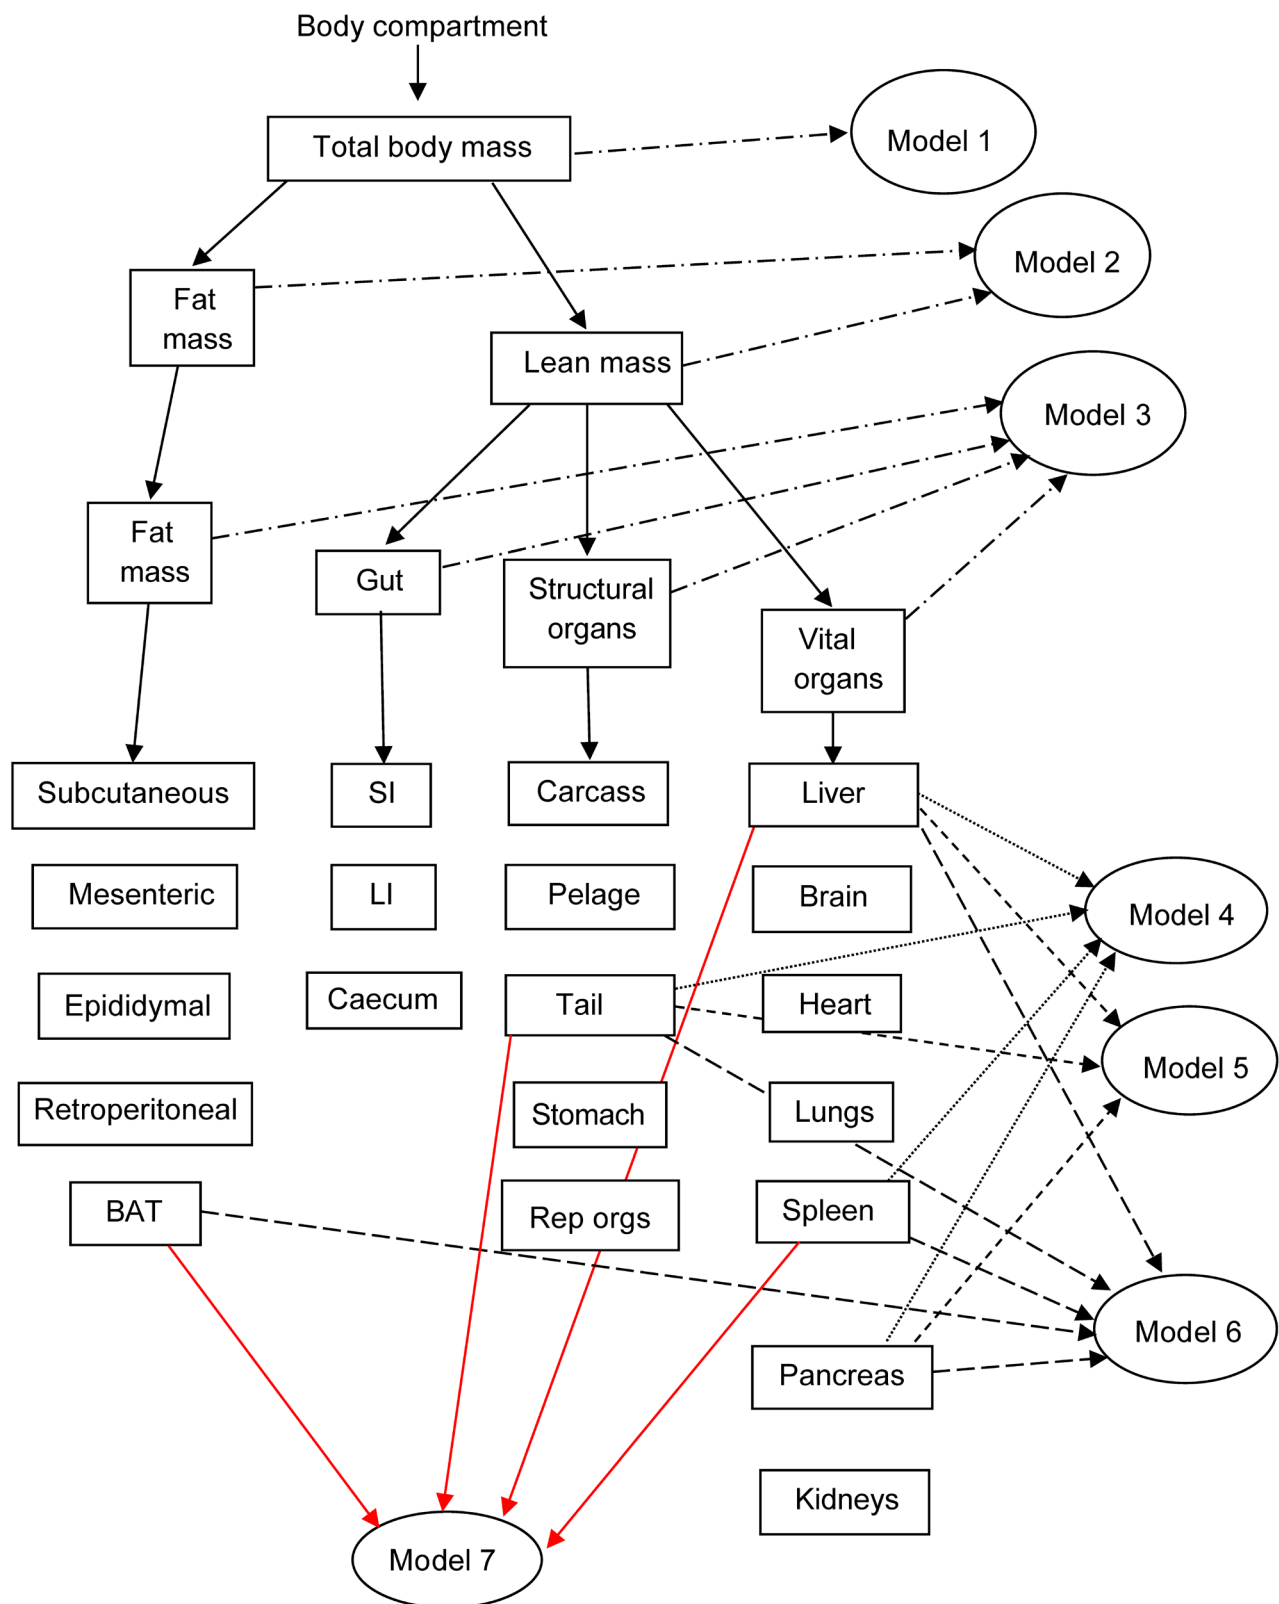 Body compartment
Total body mass
Model 1
Model 2
Fat
mass
Lean mass
Model 3
Fat
mass
Gut
Structural
organs
Vital
organs
Subcutaneous
SI
Carcass
Liver
Mesenteric
LI
Pelage
Brain
Model 4
Epididymal
Caecum
Tail
Heart
Model 5
Retroperitoneal
Stomach
Lungs
BAT
Rep orgs
Spleen
Model 6
Pancreas
Kidneys
Model 7